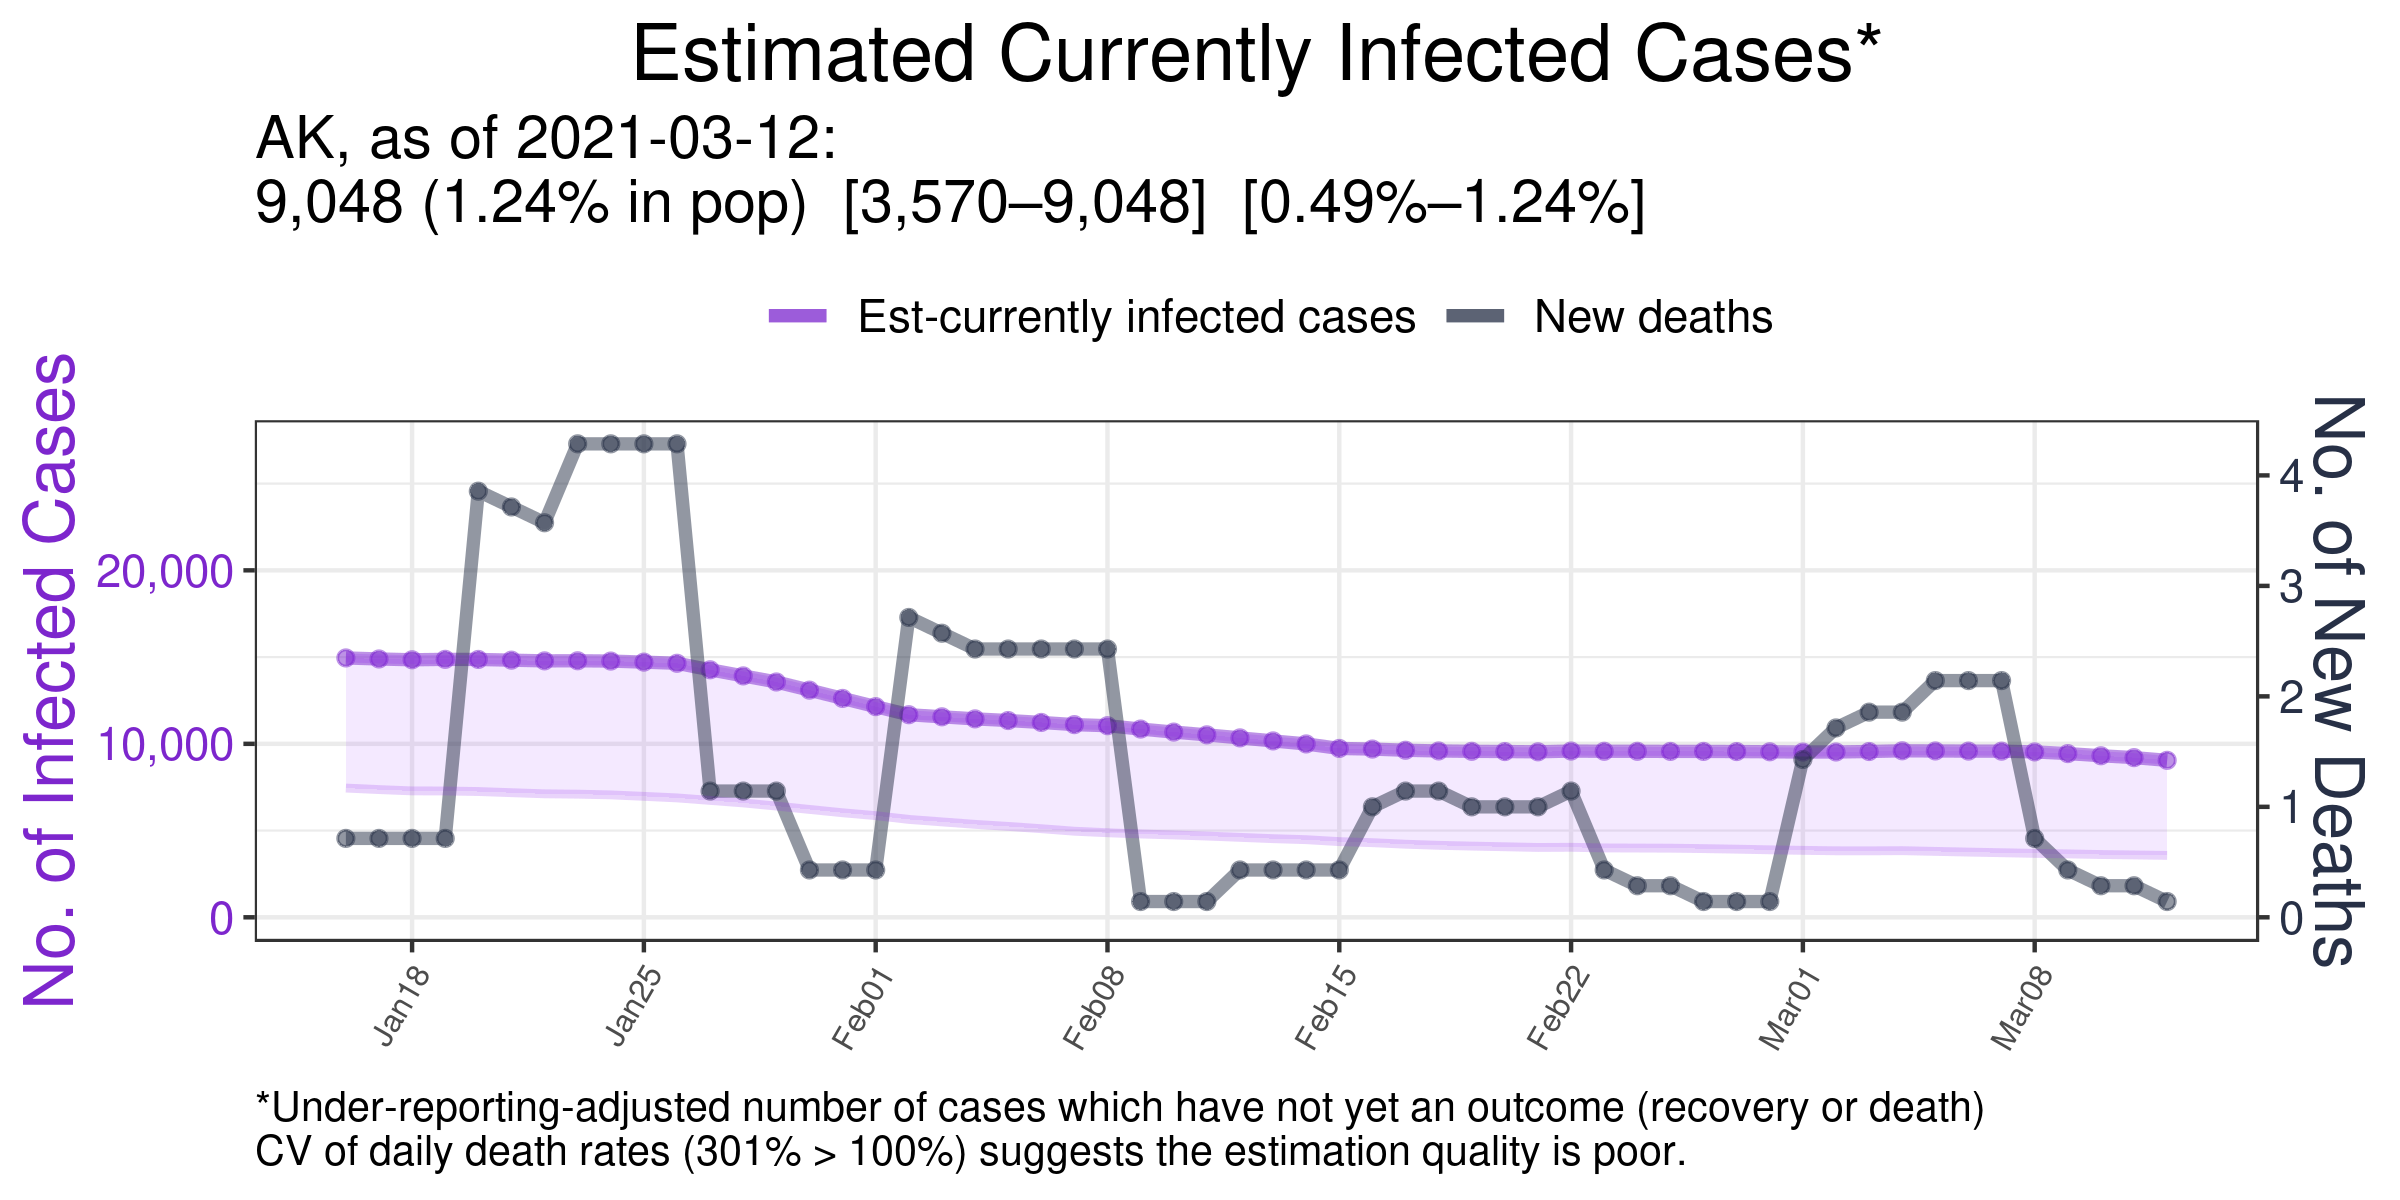 Estimated Currently Infected Cases*
AK, as of 2021-03-12:
9,048 (1.24% in pop)  [3,570–9,048]  [0.49%–1.24%]
Est-currently infected cases
New deaths
No. of Infected Cases
20,000
10,000
0
No. of New Deaths
4
3
2
1
0
Jan18
Jan25
Feb01
Feb08
Feb15
Feb22
Mar01
Mar08
*Under-reporting-adjusted number of cases which have not yet an outcome (recovery or death)
CV of daily death rates (301% > 100%) suggests the estimation quality is poor.